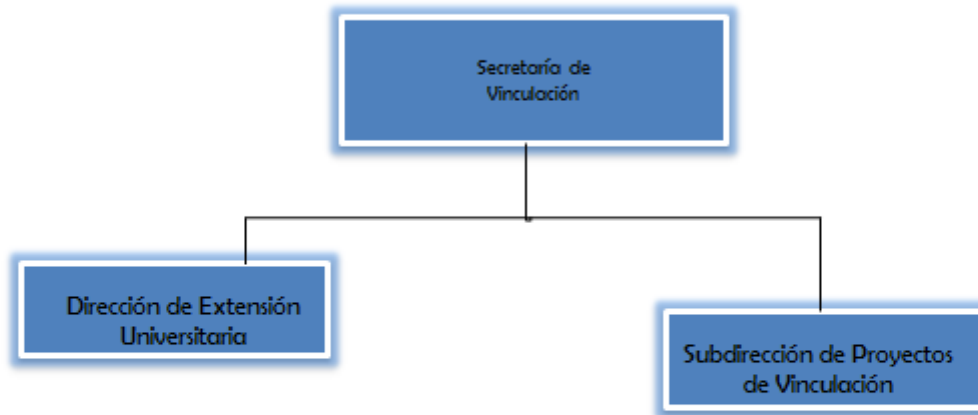 Secretaría de
Vinculación
Dirección de Extensión
Universitaria
Subdirección de Proyectos
de Vinculación